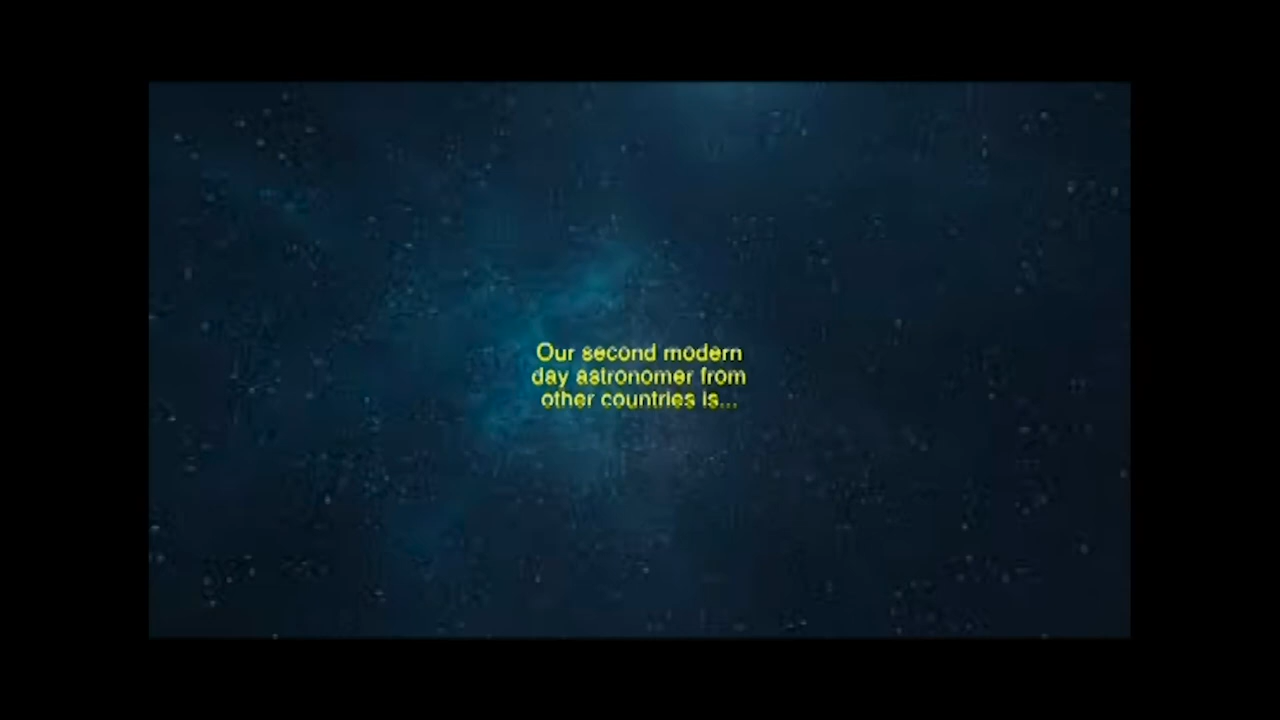 Our second modern
day astronomer from
other countries is...